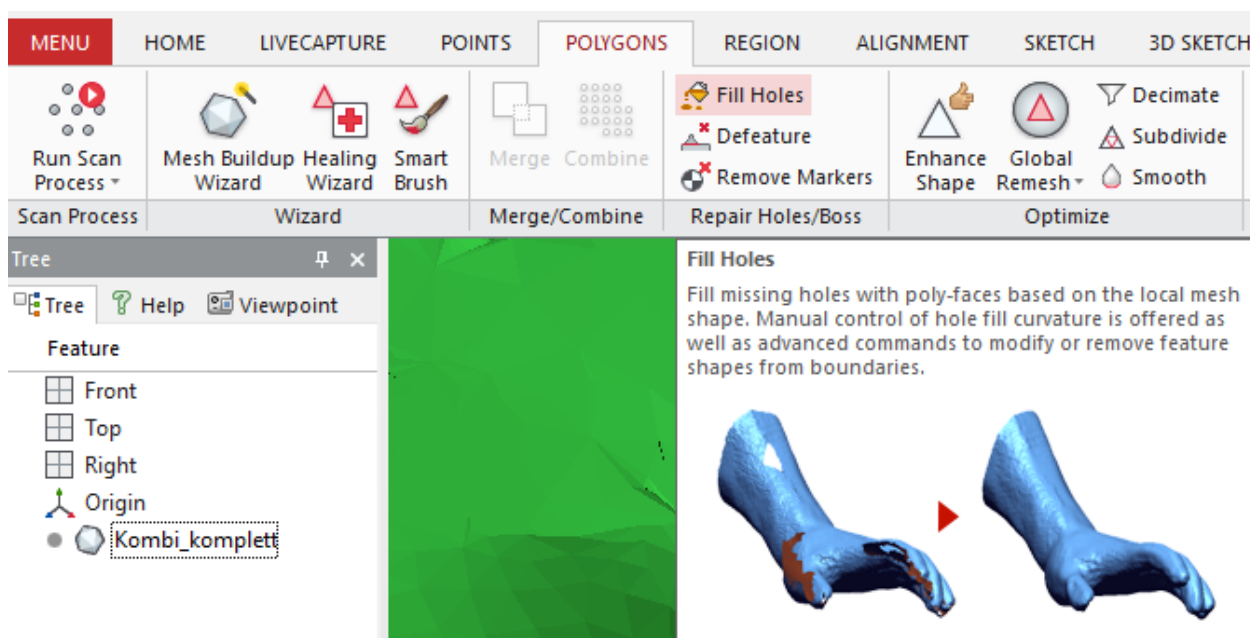 MENU HOME LIVECAPTURE POINTS POLYGONS REGION ALIGNMENT SKETCH 3D SKETCH
Run Scan
Process
Mesh Buildup
Wizard
Healing
Wizard
Smart
Brush
Merge Combine
Fill Holes
Defeature
Remove Markers
Enhance
Shape
Global
Remesh
Decimate
Subdivide
Smooth
Scan Process Wizard Merge/Combine Repair Holes/Boss Optimize
Tree
Tree Help Viewpoint
Feature
Front
Top
Right
Origin
Kombi_komplett
Fill Holes
Fill missing holes with poly-faces based on the local mesh
shape. Manual control of hole fill curvature is offered as
well as advanced commands to modify or remove feature
shapes from boundaries.